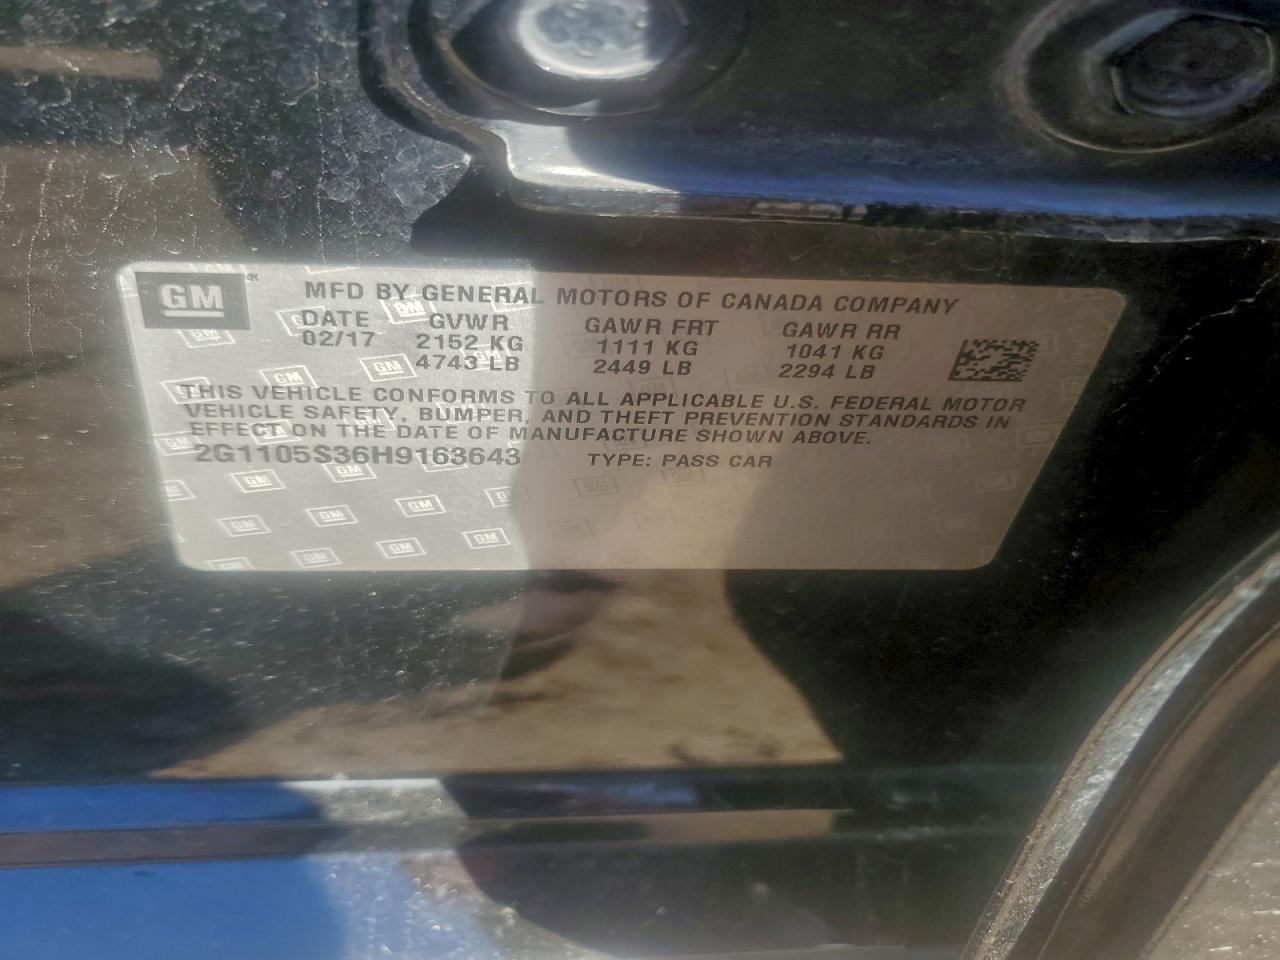 GM® MFD BY GENERAL MOTORS OF CANADA COMPANY
DATE GVWR GAWR FRT GAWR RR
02/17 2152 KG 1111 KG 1041 KG
4743 LB 2449 LB 2294 LB
THIS VEHICLE CONFORMS TO ALL APPLICABLE U.S. FEDERAL MOTOR
VEHICLE SAFETY, BUMPER, AND THEFT PREVENTION STANDARDS IN
EFFECT ON THE DATE OF MANUFACTURE SHOWN ABOVE.
2G1105S36H9163643 TYPE: PASS CAR